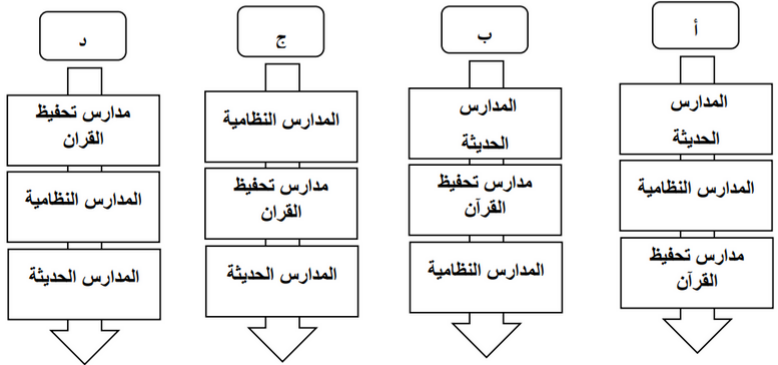 أ
المدارس
الحديثة
المدارس النظامية
مدارس تحفيظ
القرآن
ب
المدارس
الحديثة
مدارس تحفيظ
القرآن
المدارس النظامية
ج
المدارس النظامية
مدارس تحفيظ
القران
المدارس الحديثة
د
مدارس تحفيظ
القران
المدارس النظامية
المدارس الحديثة